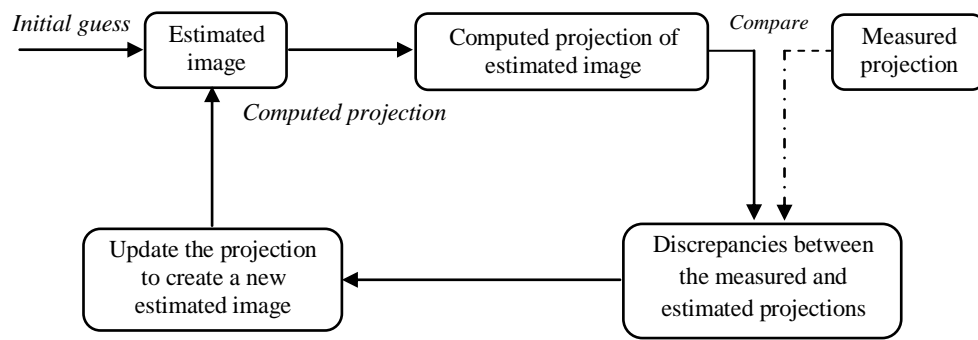 Initial guess
Estimated
image
Computed projection of
estimated image
Compare
Measured
projection
Computed projection
Update the projection
to create a new
estimated image
Discrepancies between
the measured and
estimated projections